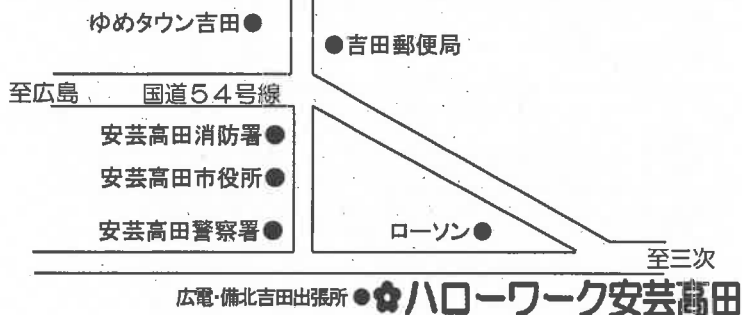 ゆめタウン吉田●
●吉田郵便局
至広島 国道54号線
安芸高田消防署●
安芸高田市役所●
安芸高田警察署●
ローソン●
至三次
広電・備北吉田出張所●
ハローワーク安芸高田